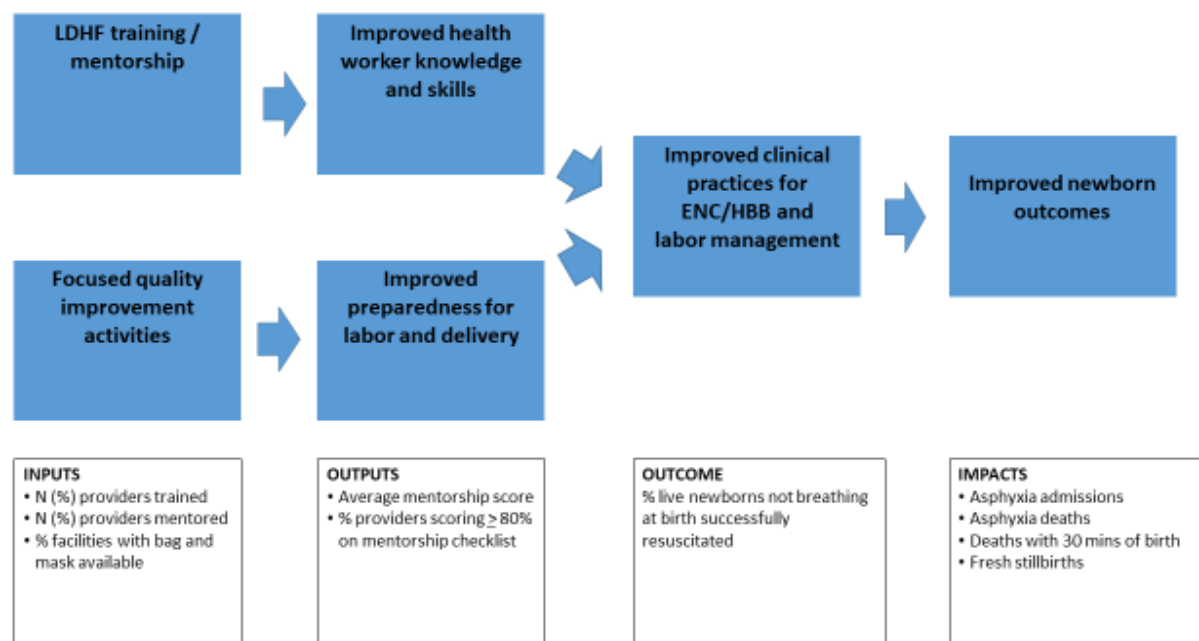 LDHF training /
mentorship
Improved health
worker knowledge
and skills
Focused quality
improvement
activities
Improved
preparedness for
labor and delivery
Improved clinical
practices for
ENC/HBB and
labor management
Improved newborn
outcomes
INPUTS
• N (%) providers trained
• N (%) providers mentored
• % facilities with bag and
mask available
OUTPUTS
• Average mentorship score
• % providers scoring ≥ 80%
on mentorship checklist
OUTCOME
% live newborns not breathing
at birth successfully
resuscitated
IMPACTS
• Asphyxia admissions
• Asphyxia deaths
• Deaths with 30 mins of birth
• Fresh stillbirths